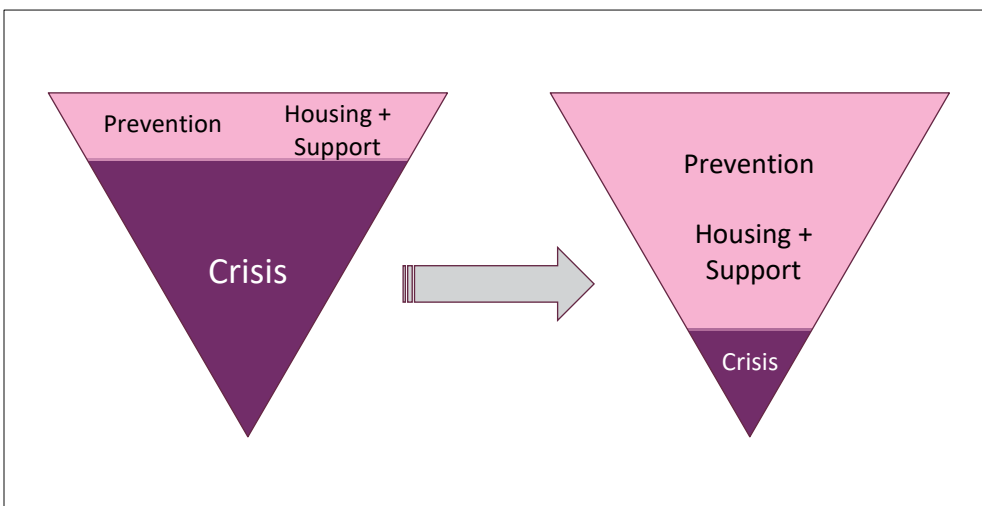 Prevention
Housing +
Support
Crisis
Prevention
Housing +
Support
Crisis